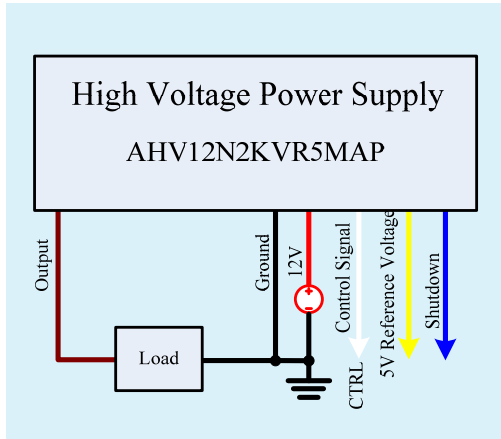 High Voltage Power Supply
AHV12N2KVR5MAP
Output
Ground
12V
Control Signal
5V Reference Voltage
Shutdown
Load
CTRL